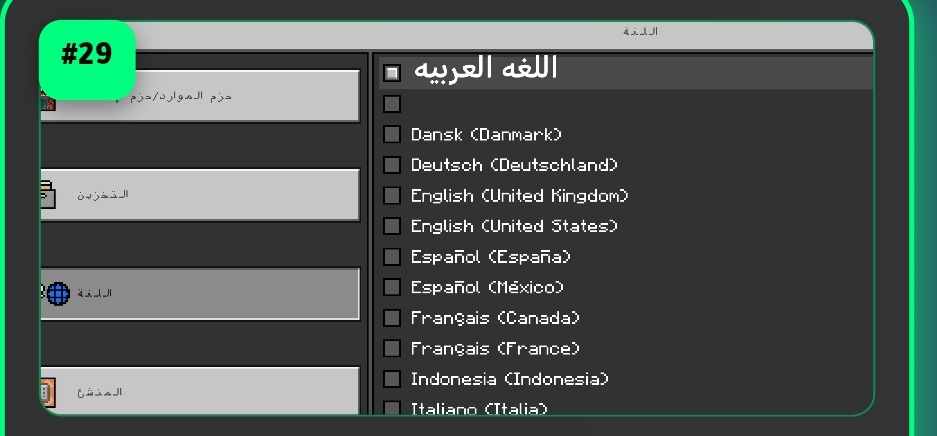 #29
اللغة
حزم الموارد/حزم
التخزين
اللغة
المنشئ
اللغه العربيه
Dansk (Danmark)
Deutsch (Deutschland)
English (United Kingdom)
English (United States)
Español (España)
Español (México)
Français (Canada)
Français (France)
Indonesia (Indonesia)
Italiano (Italia)